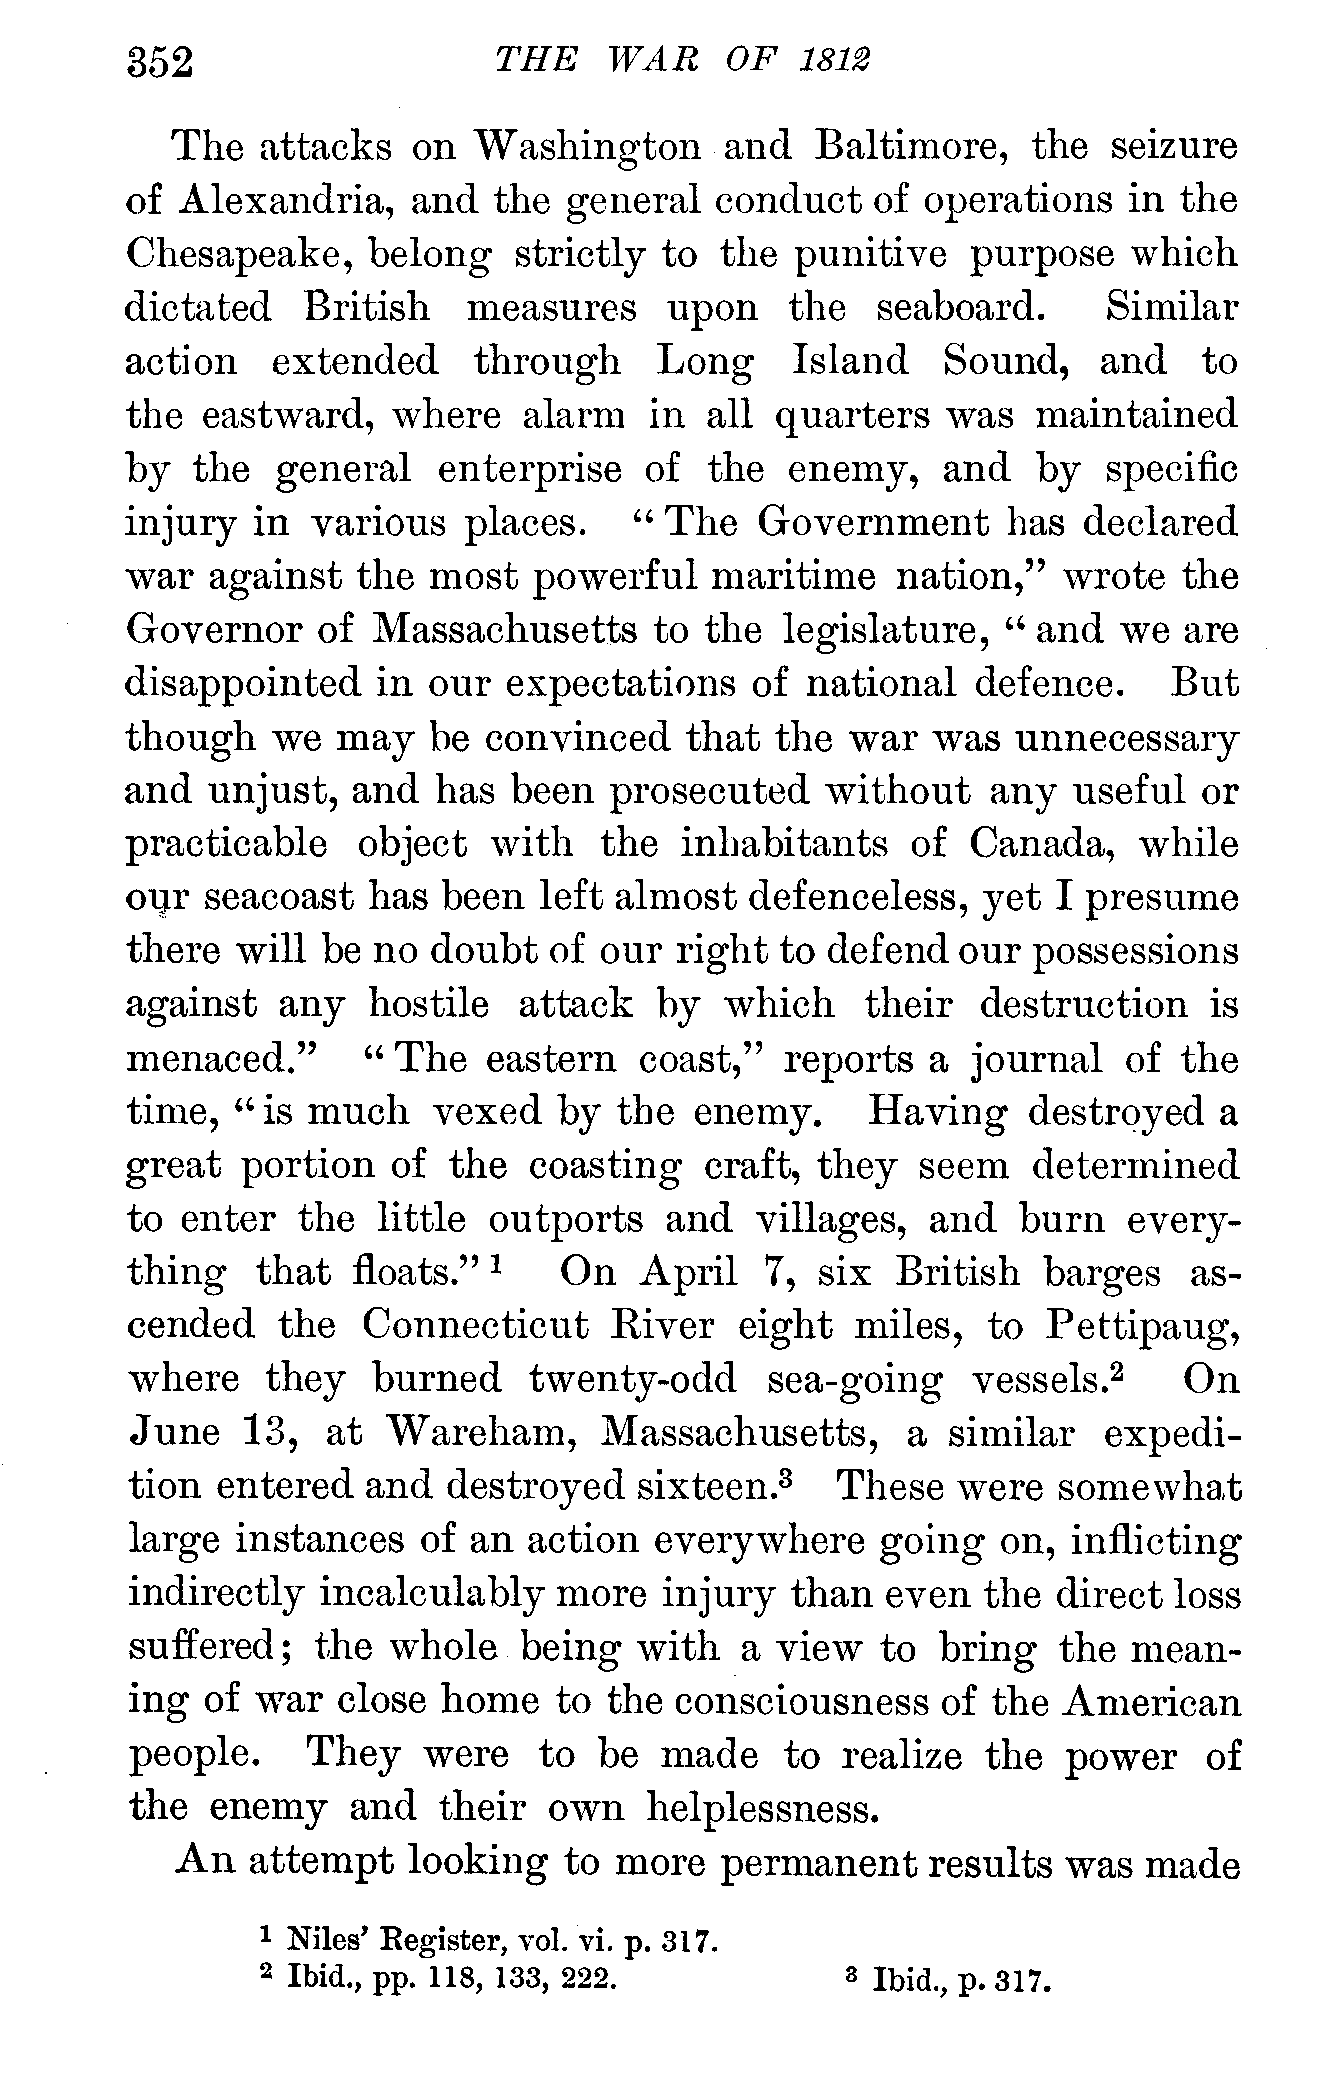 352 THE WAR OF 1812
The attacks on Washington and Baltimore, the seizure
of Alexandria, and the general conduct of operations in the
Chesapeake, belong strictly to the punitive purpose which
dictated British measures upon the seaboard. Similar
action extended through Long Island Sound, and to
the eastward, where alarm in all quarters was maintained
by the general enterprise of the enemy, and by specific
injury in various places. “ The Government has declared
war against the most powerful maritime nation,” wrote the
Governor of Massachusetts to the legislature, “ and we are
disappointed in our expectations of national defence. But
though we may be convinced that the war was unnecessary
and unjust, and has been prosecuted without any useful or
practicable object with the inhabitants of Canada, while
our seacoast has been left almost defenceless, yet I presume
there will be no doubt of our right to defend our possessions
against any hostile attack by which their destruction is
menaced.” “ The eastern coast,” reports a journal of the
time, “ is much vexed by the enemy. Having destroyed a
great portion of the coasting craft, they seem determined
to enter the little outports and villages, and burn every-
thing that floats.” ¹ On April 7, six British barges as-
cended the Connecticut River eight miles, to Pettipaug,
where they burned twenty-odd sea-going vessels.² On
June 13, at Wareham, Massachusetts, a similar expedi-
tion entered and destroyed sixteen.³ These were somewhat
large instances of an action everywhere going on, inflicting
indirectly incalculably more injury than even the direct loss
suffered; the whole being with a view to bring the mean-
ing of war close home to the consciousness of the American
people. They were to be made to realize the power of
the enemy and their own helplessness.
An attempt looking to more permanent results was made
¹ Niles’ Register, vol. vi. p. 317.
² Ibid., pp. 118, 133, 222. ³ Ibid., p. 317.